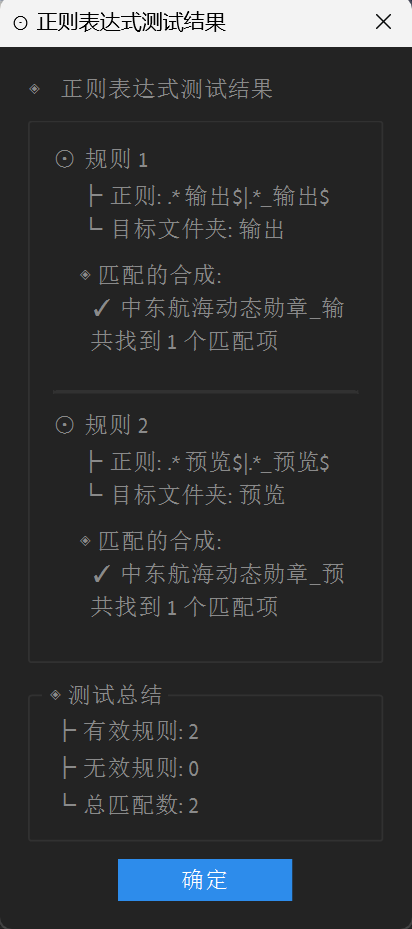 ⊙ 正则表达式测试结果
◈ 正则表达式测试结果
⊙ 规则 1
├ 正则: .*输出$|.*_输出$
└ 目标文件夹: 输出
◈ 匹配的合成:
✓ 中东航海动态勋章_输
共找到 1 个匹配项
⊙ 规则 2
├ 正则: .*预览$|.*_预览$
└ 目标文件夹: 预览
◈ 匹配的合成:
✓ 中东航海动态勋章_预
共找到 1 个匹配项
◈ 测试总结
├ 有效规则: 2
├ 无效规则: 0
└ 总匹配数: 2
确定